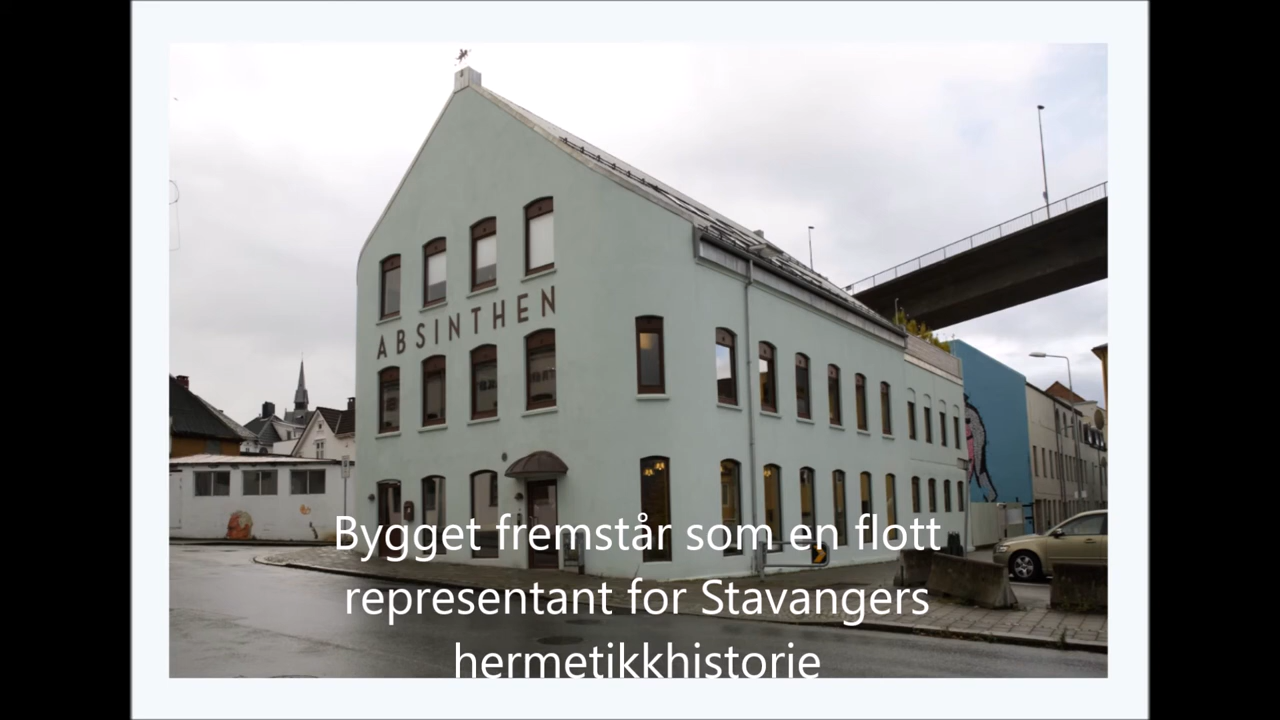 ABSINTHEN
Bygget fremstår som en flott
representant for Stavangers
hermetikkhistorie